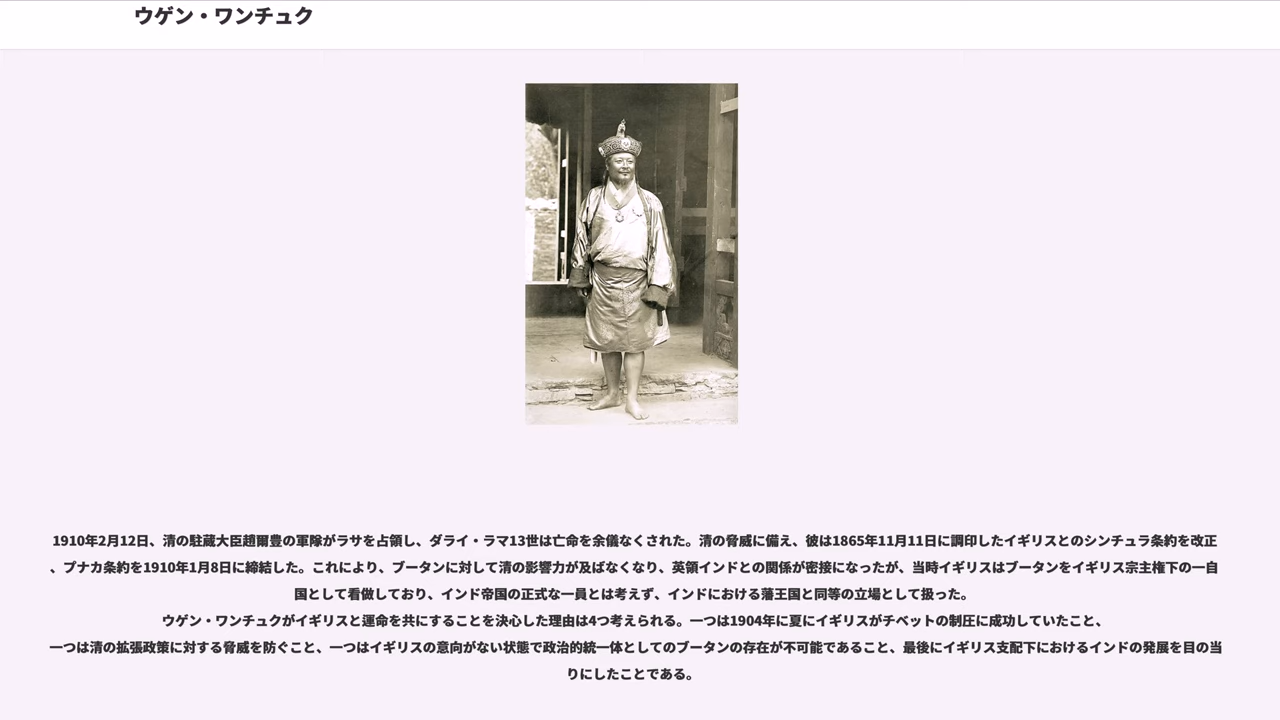 ウゲン・ワンチュク
1910年2月12日、清の駐蔵大臣趙爾豊の軍隊がラサを占領し、ダライ・ラマ13世は亡命を余儀なくされた。清の脅威に備え、彼は1865年11月11日に調印したイギリスとのシンチュラ条約を改正
、プナカ条約を1910年1月8日に締結した。これにより、ブータンに対して清の影響力が及ばなくなり、英領インドとの関係が密接になったが、当時イギリスはブータンをイギリス宗主権下の一自
国として看做しており、インド帝国の正式な一員とは考えず、インドにおける藩王国と同等の立場として扱った。
ウゲン・ワンチュクがイギリスと運命を共にすることを決心した理由は4つ考えられる。一つは1904年に夏にイギリスがチベットの制圧に成功していたこと、
一つは清の拡張政策に対する脅威を防ぐこと、一つはイギリスの意向がない状態で政治的統一体としてのブータンの存在が不可能であること、最後にイギリス支配下におけるインドの発展を目の当
りにしたことである。